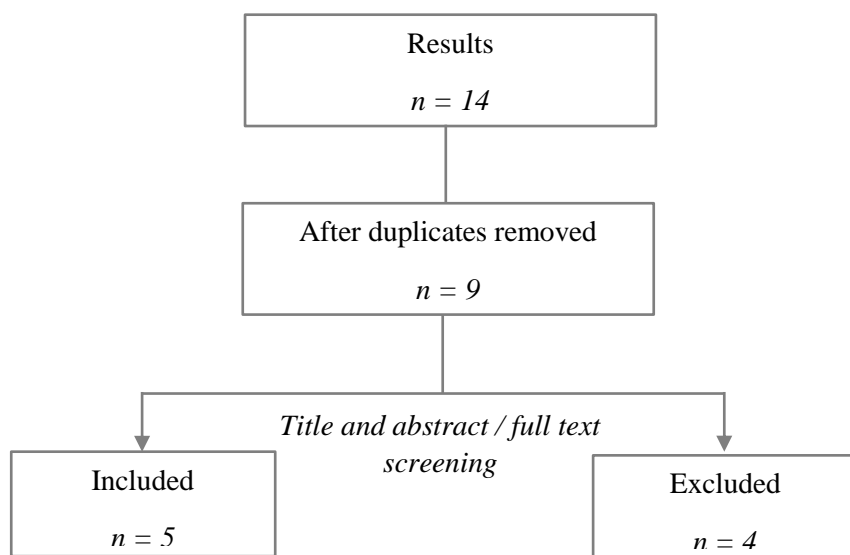 Results
n = 14
After duplicates removed
n = 9
Title and abstract / full text
screening
Included
n = 5
Excluded
n = 4